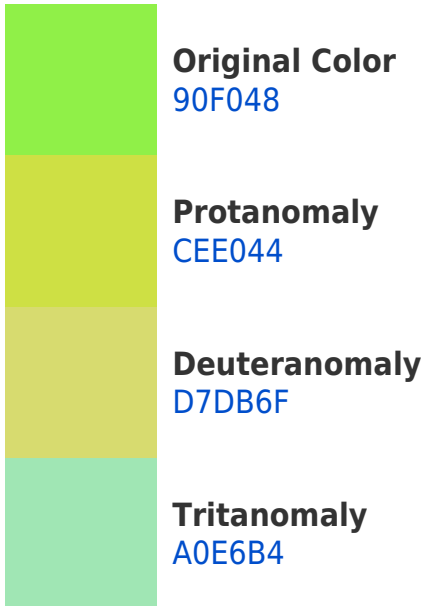 Original Color
90F048
Protanomaly
CEE044
Deuteranomaly
D7DB6F
Tritanomaly
A0E6B4